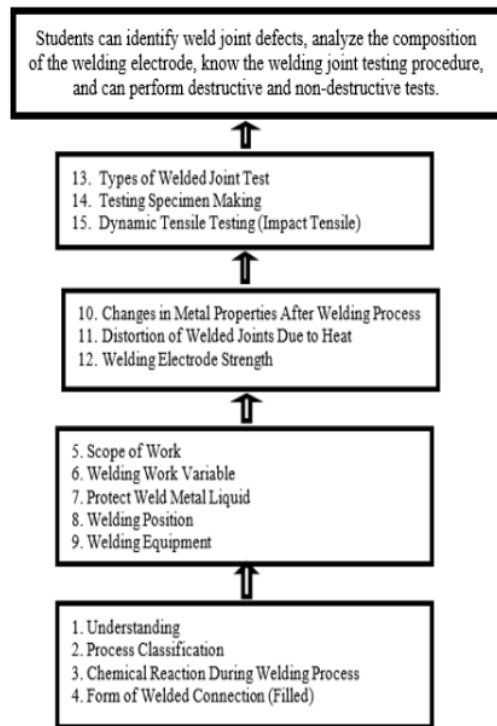 Students can identify weld joint defects, analyze the composition
of the welding electrode, know the welding joint testing procedure,
and can perform destructive and non-destructive tests.
13. Types of Welded Joint Test
14. Testing Specimen Making
15. Dynamic Tensile Testing (Impact Tensile)
10. Changes in Metal Properties After Welding Process
11. Distortion of Welded Joints Due to Heat
12. Welding Electrode Strength
5. Scope of Work
6. Welding Work Variable
7. Protect Weld Metal Liquid
8. Welding Position
9. Welding Equipment
1. Understanding
2. Process Classification
3. Chemical Reaction During Welding Process
4. Form of Welded Connection (Filled)